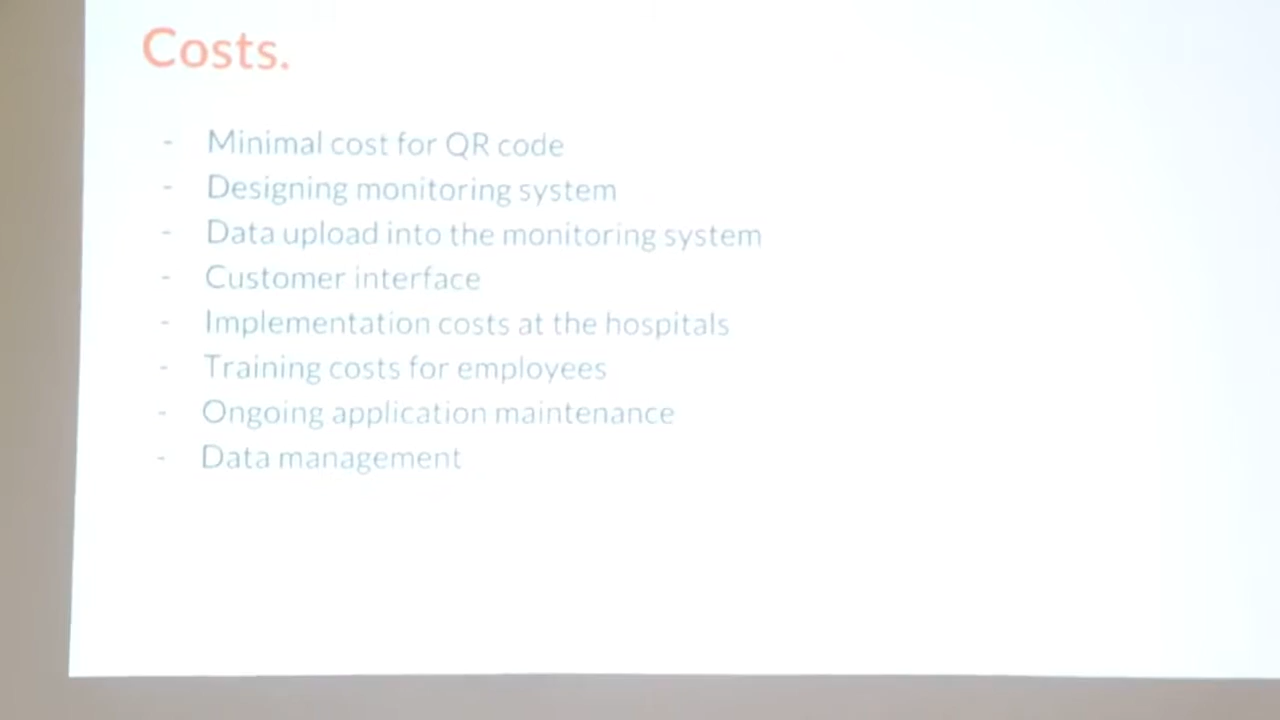 Costs.
- Minimal cost for QR code
- Designing monitoring system
- Data upload into the monitoring system
- Customer interface
- Implementation costs at the hospitals
- Training costs for employees
- Ongoing application maintenance
- Data management